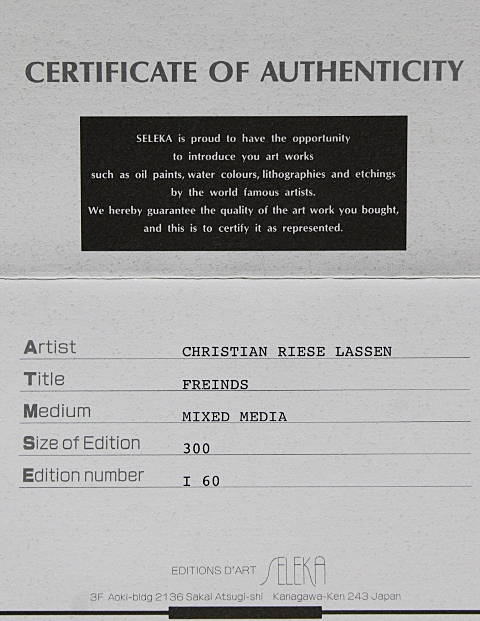 CERTIFICATE OF AUTHENTICITY
SELEKA is proud to have the opportunity
to introduce you art works
such as oil paints, water colours, lithographies and etchings
by the world famous artists.
We hereby guarantee the quality of the art work you bought,
and this is to certify it as represented.
Artist CHRISTIAN RIESE LASSEN
Title FREINDS
Medium MIXED MEDIA
Size of Edition 300
Edition number I 60
EDITIONS D'ART SELEKA
3F Aoki-bldg 2136 Sakai Atsugi-shi Kanagawa-Ken 243 Japan